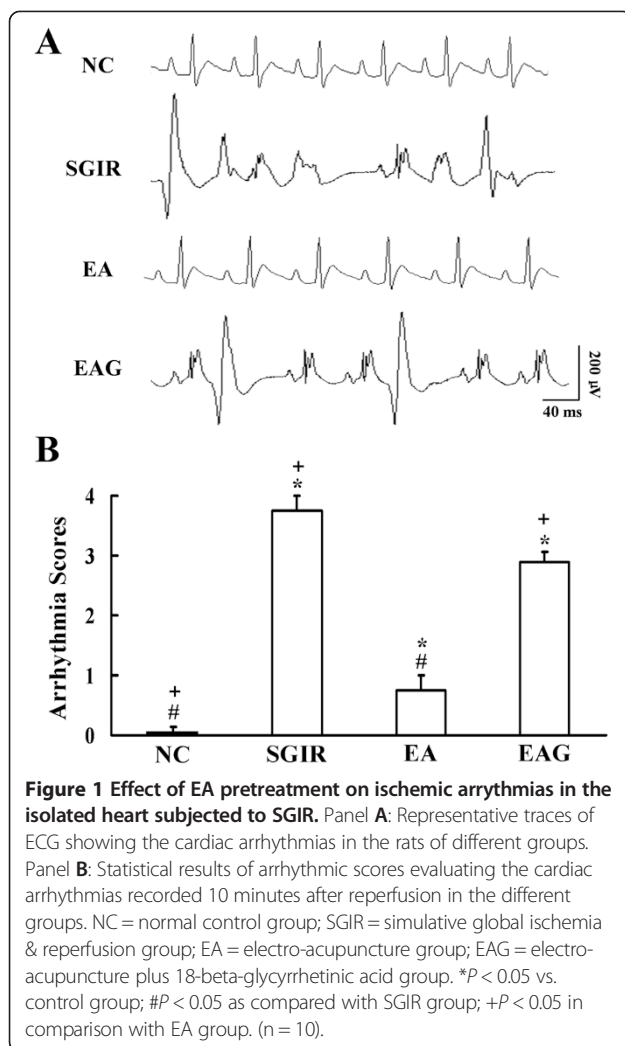 A
NC
SGIR
EA
EAG
200 µV
40 ms
B
Arrhythmia Scores
4
3
2
1
0
+
#
+
*
*
#
+
*
NC
SGIR
EA
EAG
Figure 1 Effect of EA pretreatment on ischemic arrythmias in the
isolated heart subjected to SGIR. Panel A: Representative traces of
ECG showing the cardiac arrhythmias in the rats of different groups.
Panel B: Statistical results of arrhythmic scores evaluating the cardiac
arrhythmias recorded 10 minutes after reperfusion in the different
groups. NC = normal control group; SGIR = simulative global ischemia
& reperfusion group; EA = electro-acupuncture group; EAG = electro-
acupuncture plus 18-beta-glycyrrhetinic acid group. *P < 0.05 vs.
control group; #P < 0.05 as compared with SGIR group; +P < 0.05 in
comparison with EA group. (n = 10).